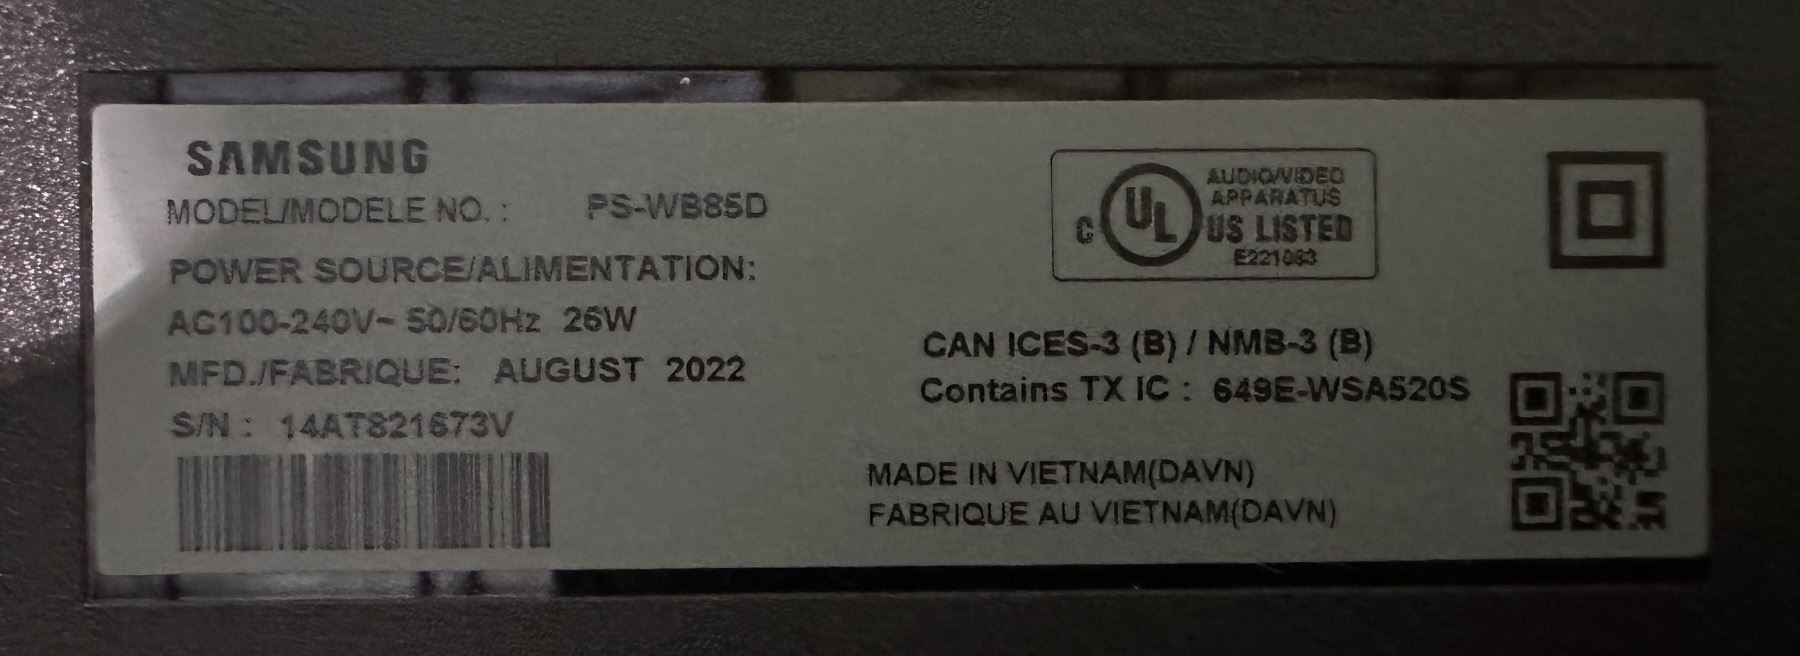 SAMSUNG
MODEL/MODELE NO. : PS-WB85D
POWER SOURCE/ALIMENTATION:
AC100-240V~ 50/60Hz 26W
MFD./FABRIQUE: AUGUST 2022
S/N : 14AT821673V
C UL US LISTED
AUDIO/VIDEO
APPARATUS
E221083
CAN ICES-3 (B) / NMB-3 (B)
Contains TX IC : 649E-WSA520S
MADE IN VIETNAM(DAVN)
FABRIQUE AU VIETNAM(DAVN)